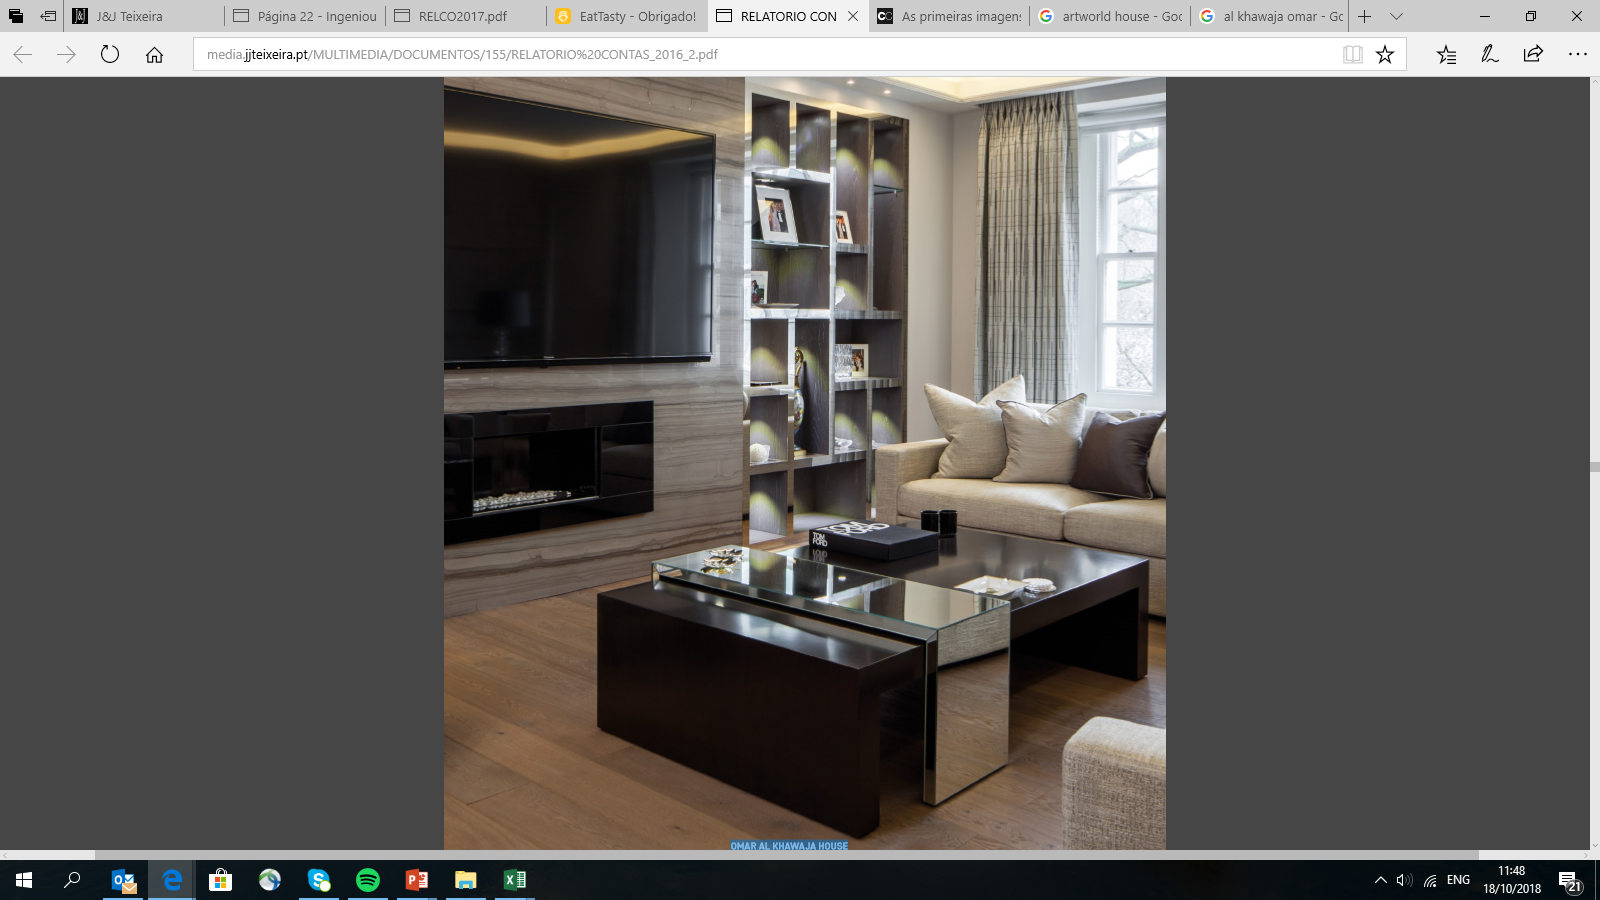 J&J Teixeira
Página 22 - Ingeniou
RELCO2017.pdf
EatTasty - Obrigado!
RELATORIO CON
As primeiras imagens
artworld house - Goo
al khawaja omar - Go
media.jjteixeira.pt/MULTIMEDIA/DOCUMENTOS/155/RELATORIO%20CONTAS_2016_2.pdf
TOM FORD
TOM
FORD
OMAR AL KHAWAJA HOUSE
ENG
11:48
18/10/2018
21